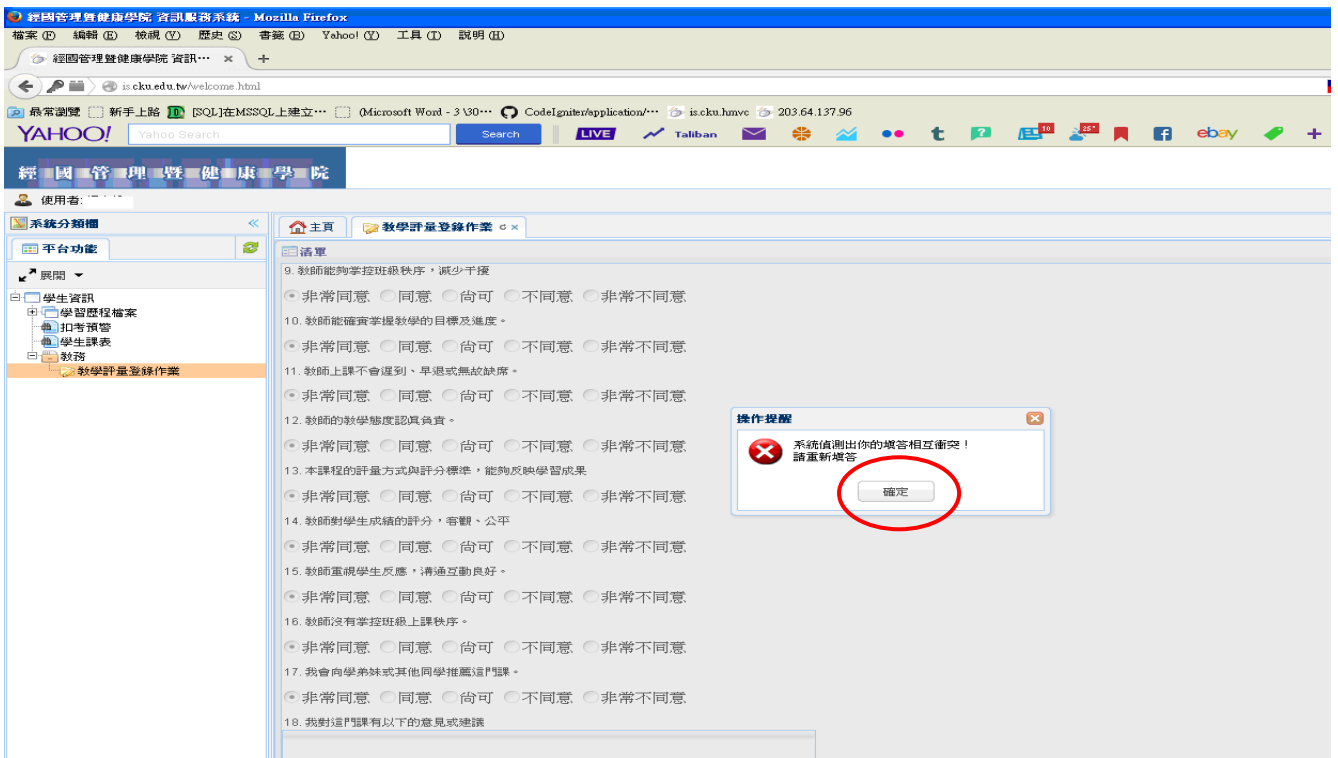 經國管理暨健康學院 資訊服務系統 - Mozilla Firefox
檔案(F) 編輯(E) 檢視(V) 歷史(S) 書籤(B) Yahoo!(Y) 工具(T) 說明(H)
經國管理暨健康學院 資訊… × +
is.cku.edu.tw/welcome.html
最常瀏覽 新手上路 [SQL]在MSSQL上建立… (Microsoft Word - 3 \30… CodeIgniter/application/… is.cku.hmvc 203.64.137.96
YAHOO! Yahoo Search Search LIVE Taliban t 10 25° f ebay +
經國管理暨健康學院
使用者:
系統分類欄 «
主頁 教學評量登錄作業
平台功能
清單
展開
學生資訊
學習歷程檔案
扣考預警
學生課表
教務
教學評量登錄作業
9. 教師能夠掌控班級秩序，減少干擾
非常同意 同意 尚可 不同意 非常不同意
10. 教師能確實掌握教學的目標及進度。
非常同意 同意 尚可 不同意 非常不同意
11. 教師上課不會遲到、早退或無故缺席。
非常同意 同意 尚可 不同意 非常不同意
12. 教師的教學態度認真負責。
非常同意 同意 尚可 不同意 非常不同意
13. 本課程的評量方式與評分標準，能夠反映學習成果
非常同意 同意 尚可 不同意 非常不同意
14. 教師對學生成績的評分，客觀、公平
非常同意 同意 尚可 不同意 非常不同意
15. 教師重視學生反應，溝通互動良好。
非常同意 同意 尚可 不同意 非常不同意
16. 教師沒有掌控班級上課秩序。
非常同意 同意 尚可 不同意 非常不同意
17. 我會向學弟妹或其他同學推薦這門課。
非常同意 同意 尚可 不同意 非常不同意
18. 我對這門課有以下的意見或建議
操作提醒
系統偵測出你的填答相互衝突!
請重新填答
確定